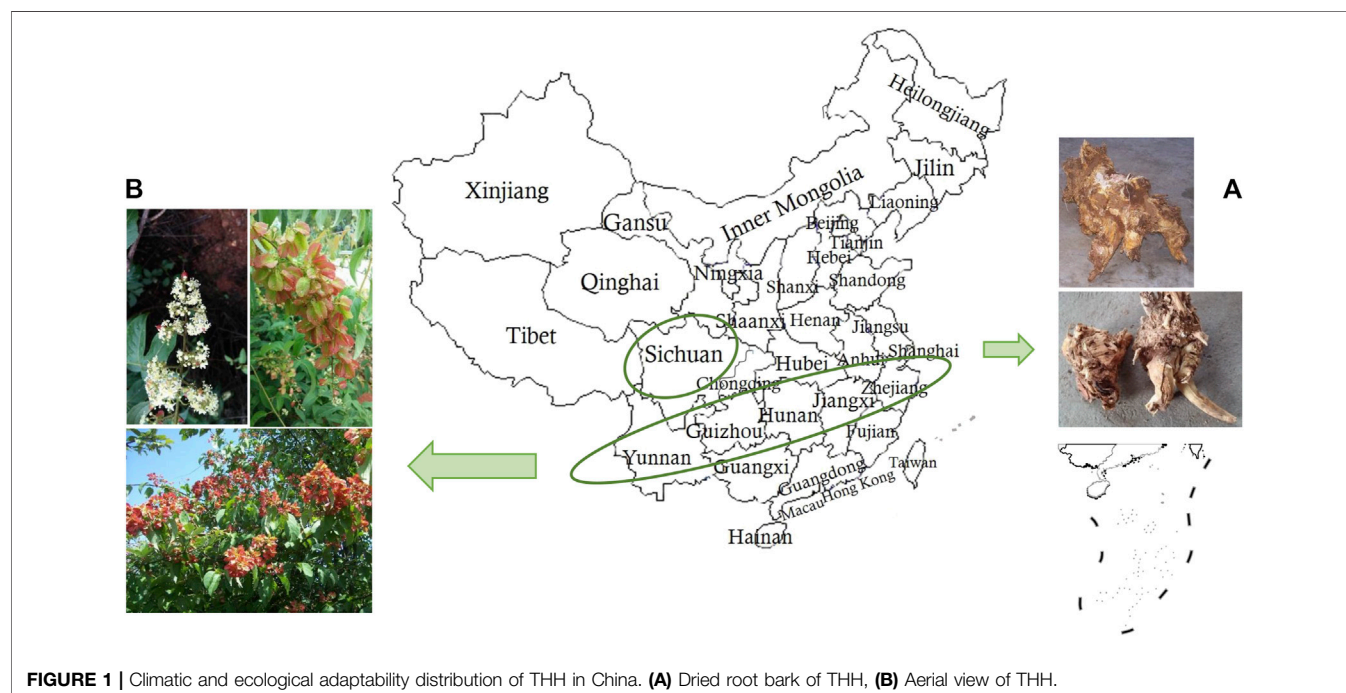 Heilongjiang
Jilin
A
B
Xinjiang
Inner Mongolia
Liaoning
Gansu
Beijing
Tianjin
Hebei
Ningxia
Qinghai
Shanxi
Shandong
Tibet
Shaanxi
Henan
Jiangsu
Sichuan
Hubei
Anhui
Shanghai
Chongding
Zhejiang
Jiangxi
Hunan
Guizhou
Fujian
Yunnan
Guangxi
Taiwan
Guangdong
Hong Kong
Macau
Hainan
FIGURE 1 | Climatic and ecological adaptability distribution of THH in China. (A) Dried root bark of THH, (B) Aerial view of THH.